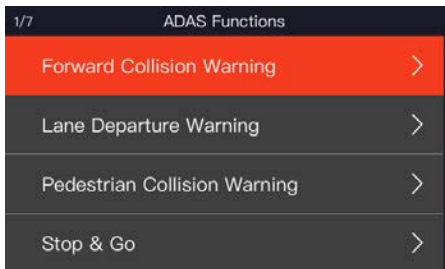 1/7 ADAS Functions
Forward Collision Warning
Lane Departure Warning
Pedestrian Collision Warning
Stop & Go